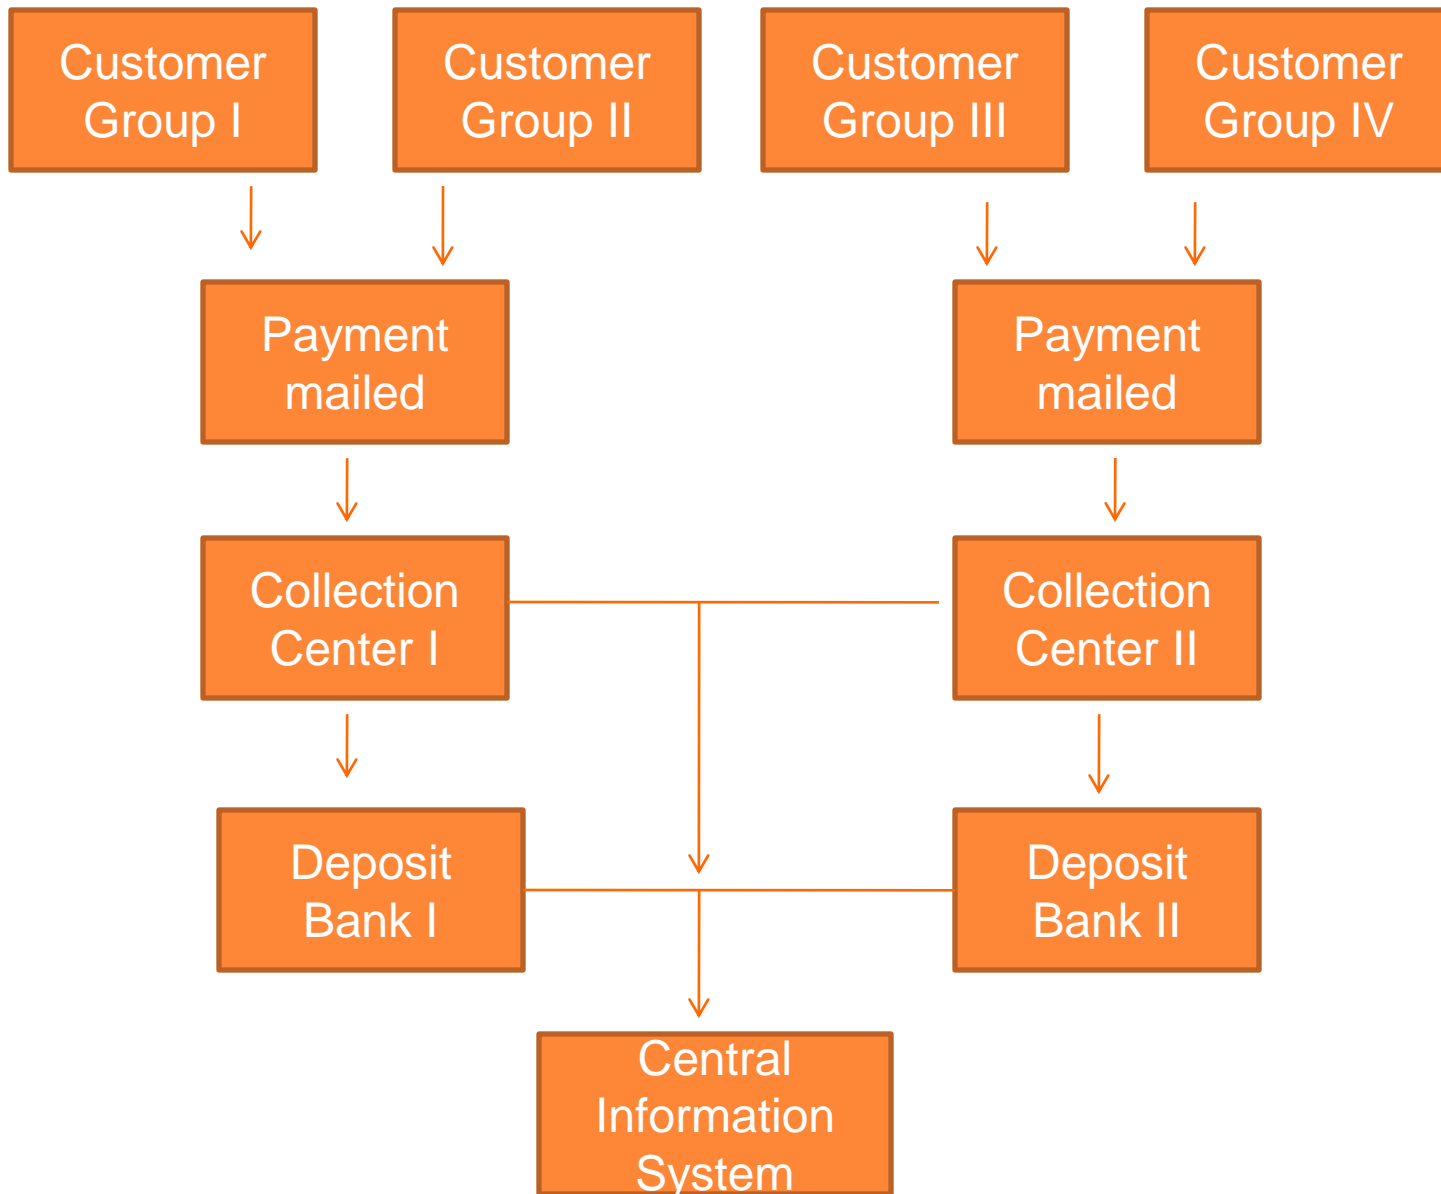 Customer
Group I
Customer
Group II
Customer
Group III
Customer
Group IV
Payment
mailed
Payment
mailed
Collection
Center I
Collection
Center II
Deposit
Bank I
Deposit
Bank II
Central
Information
System